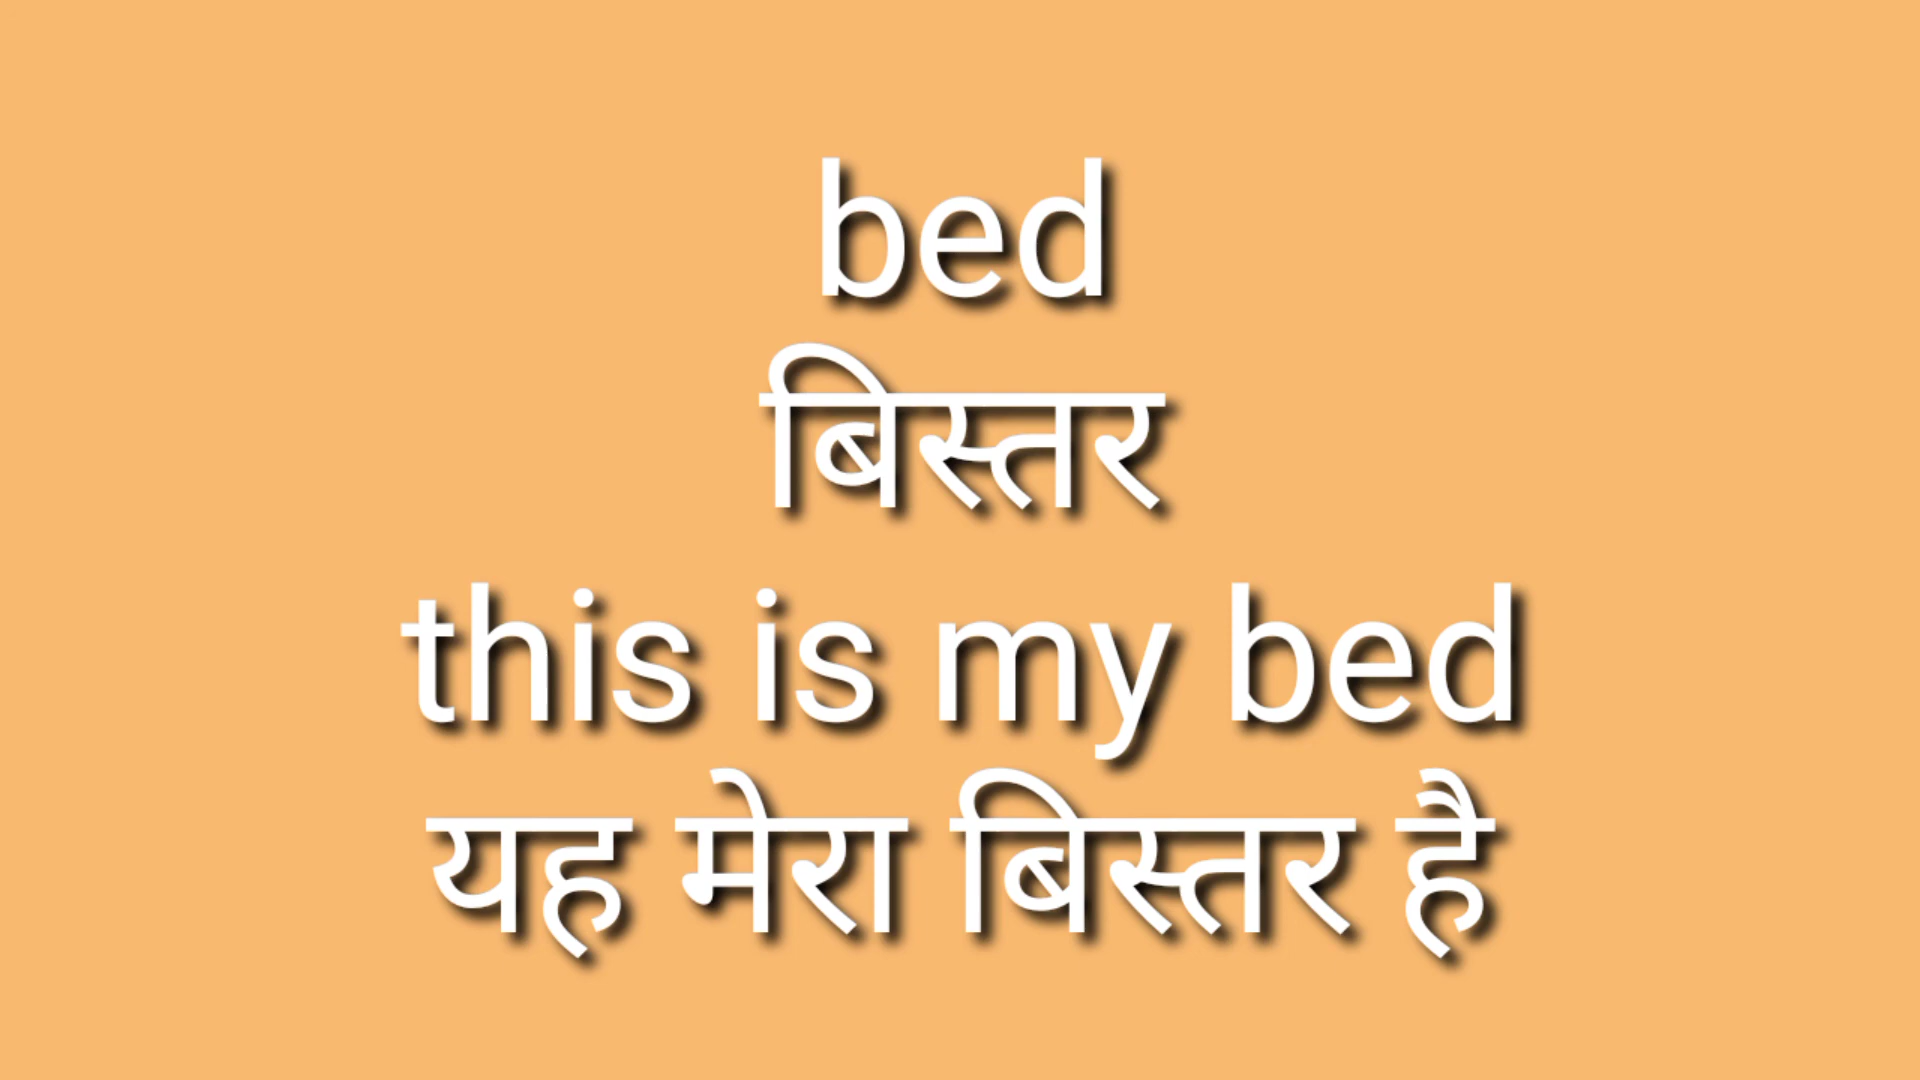 bed
बिस्तर
this is my bed
यह मेरा बिस्तर है